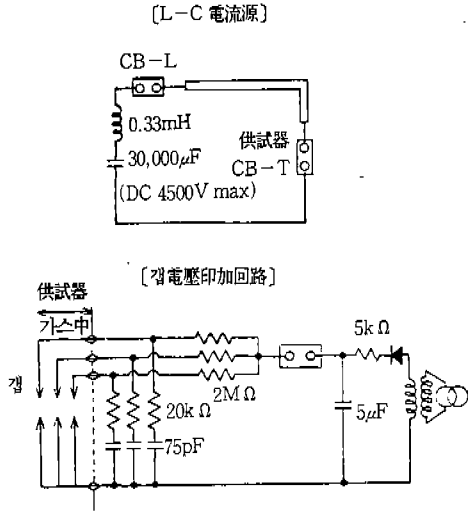 [L－C 電流源]
CB－L
0.33mH
30,000μF
(DC 4500V max)
供試器
CB－T
[갭電壓印加回路]
供試器
가스中
갭
5kΩ
2MΩ
20kΩ
5μF
75pF